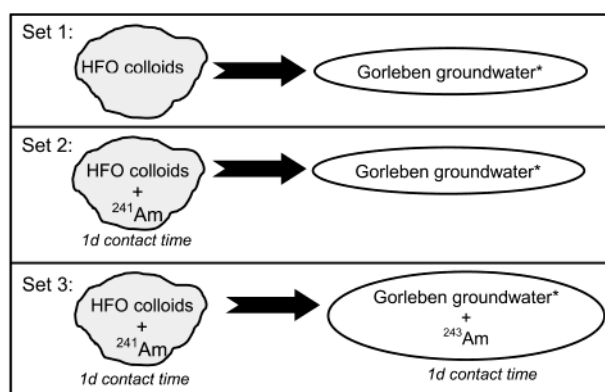 Set 1:
HFO colloids
Gorleben groundwater*
Set 2:
HFO colloids
+
²⁴¹Am
1d contact time
Gorleben groundwater*
Set 3:
HFO colloids
+
²⁴¹Am
1d contact time
Gorleben groundwater*
+
²⁴³Am
1d contact time